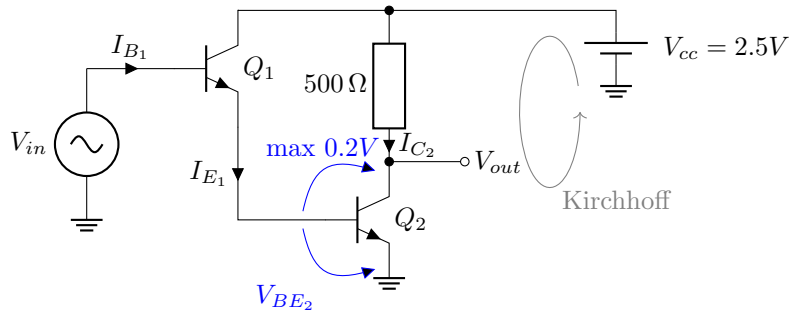 I_{B_1}
Q_1
500 Ω
V_{cc} = 2.5V
V_{in}
max 0.2V
I_{C_2}
V_{out}
I_{E_1}
Kirchhoff
Q_2
V_{BE_2}